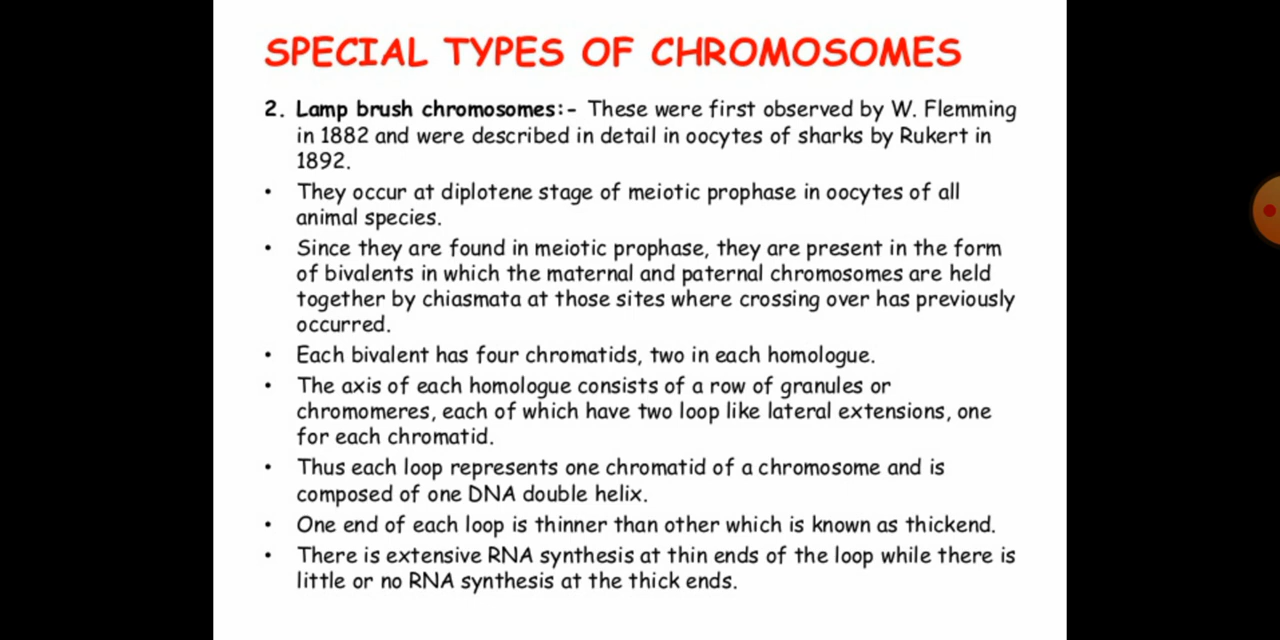 SPECIAL TYPES OF CHROMOSOMES
2. Lamp brush chromosomes:- These were first observed by W. Flemming
in 1882 and were described in detail in oocytes of sharks by Rukert in
1892.
• They occur at diplotene stage of meiotic prophase in oocytes of all
animal species.
• Since they are found in meiotic prophase, they are present in the form
of bivalents in which the maternal and paternal chromosomes are held
together by chiasmata at those sites where crossing over has previously
occurred.
• Each bivalent has four chromatids, two in each homologue.
• The axis of each homologue consists of a row of granules or
chromomeres, each of which have two loop like lateral extensions, one
for each chromatid.
• Thus each loop represents one chromatid of a chromosome and is
composed of one DNA double helix.
• One end of each loop is thinner than other which is known as thickend.
• There is extensive RNA synthesis at thin ends of the loop while there is
little or no RNA synthesis at the thick ends.